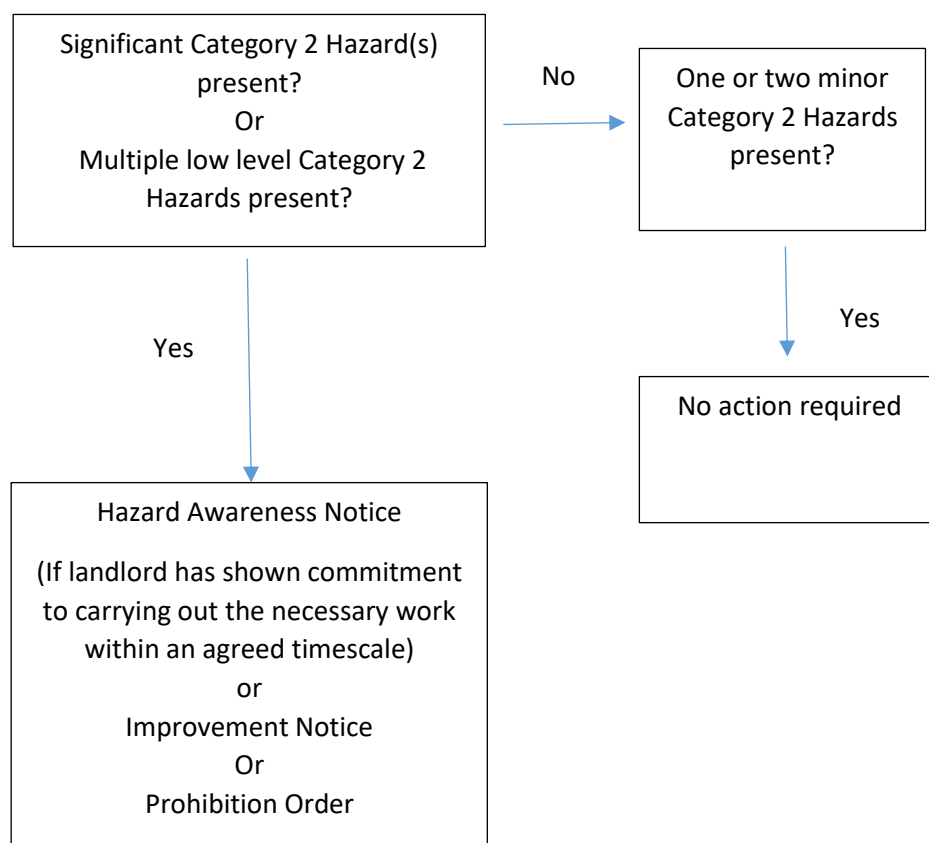 Significant Category 2 Hazard(s)
present?
Or
Multiple low level Category 2
Hazards present?
No
One or two minor
Category 2 Hazards
present?
Yes
Yes
No action required
Hazard Awareness Notice
(If landlord has shown commitment
to carrying out the necessary work
within an agreed timescale)
or
Improvement Notice
Or
Prohibition Order